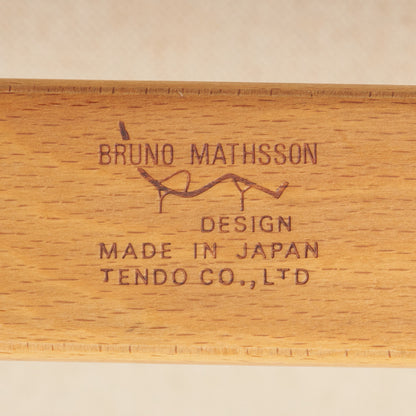 BRUNO MATHSSON
DESIGN
MADE IN JAPAN
TENDO CO., LTD